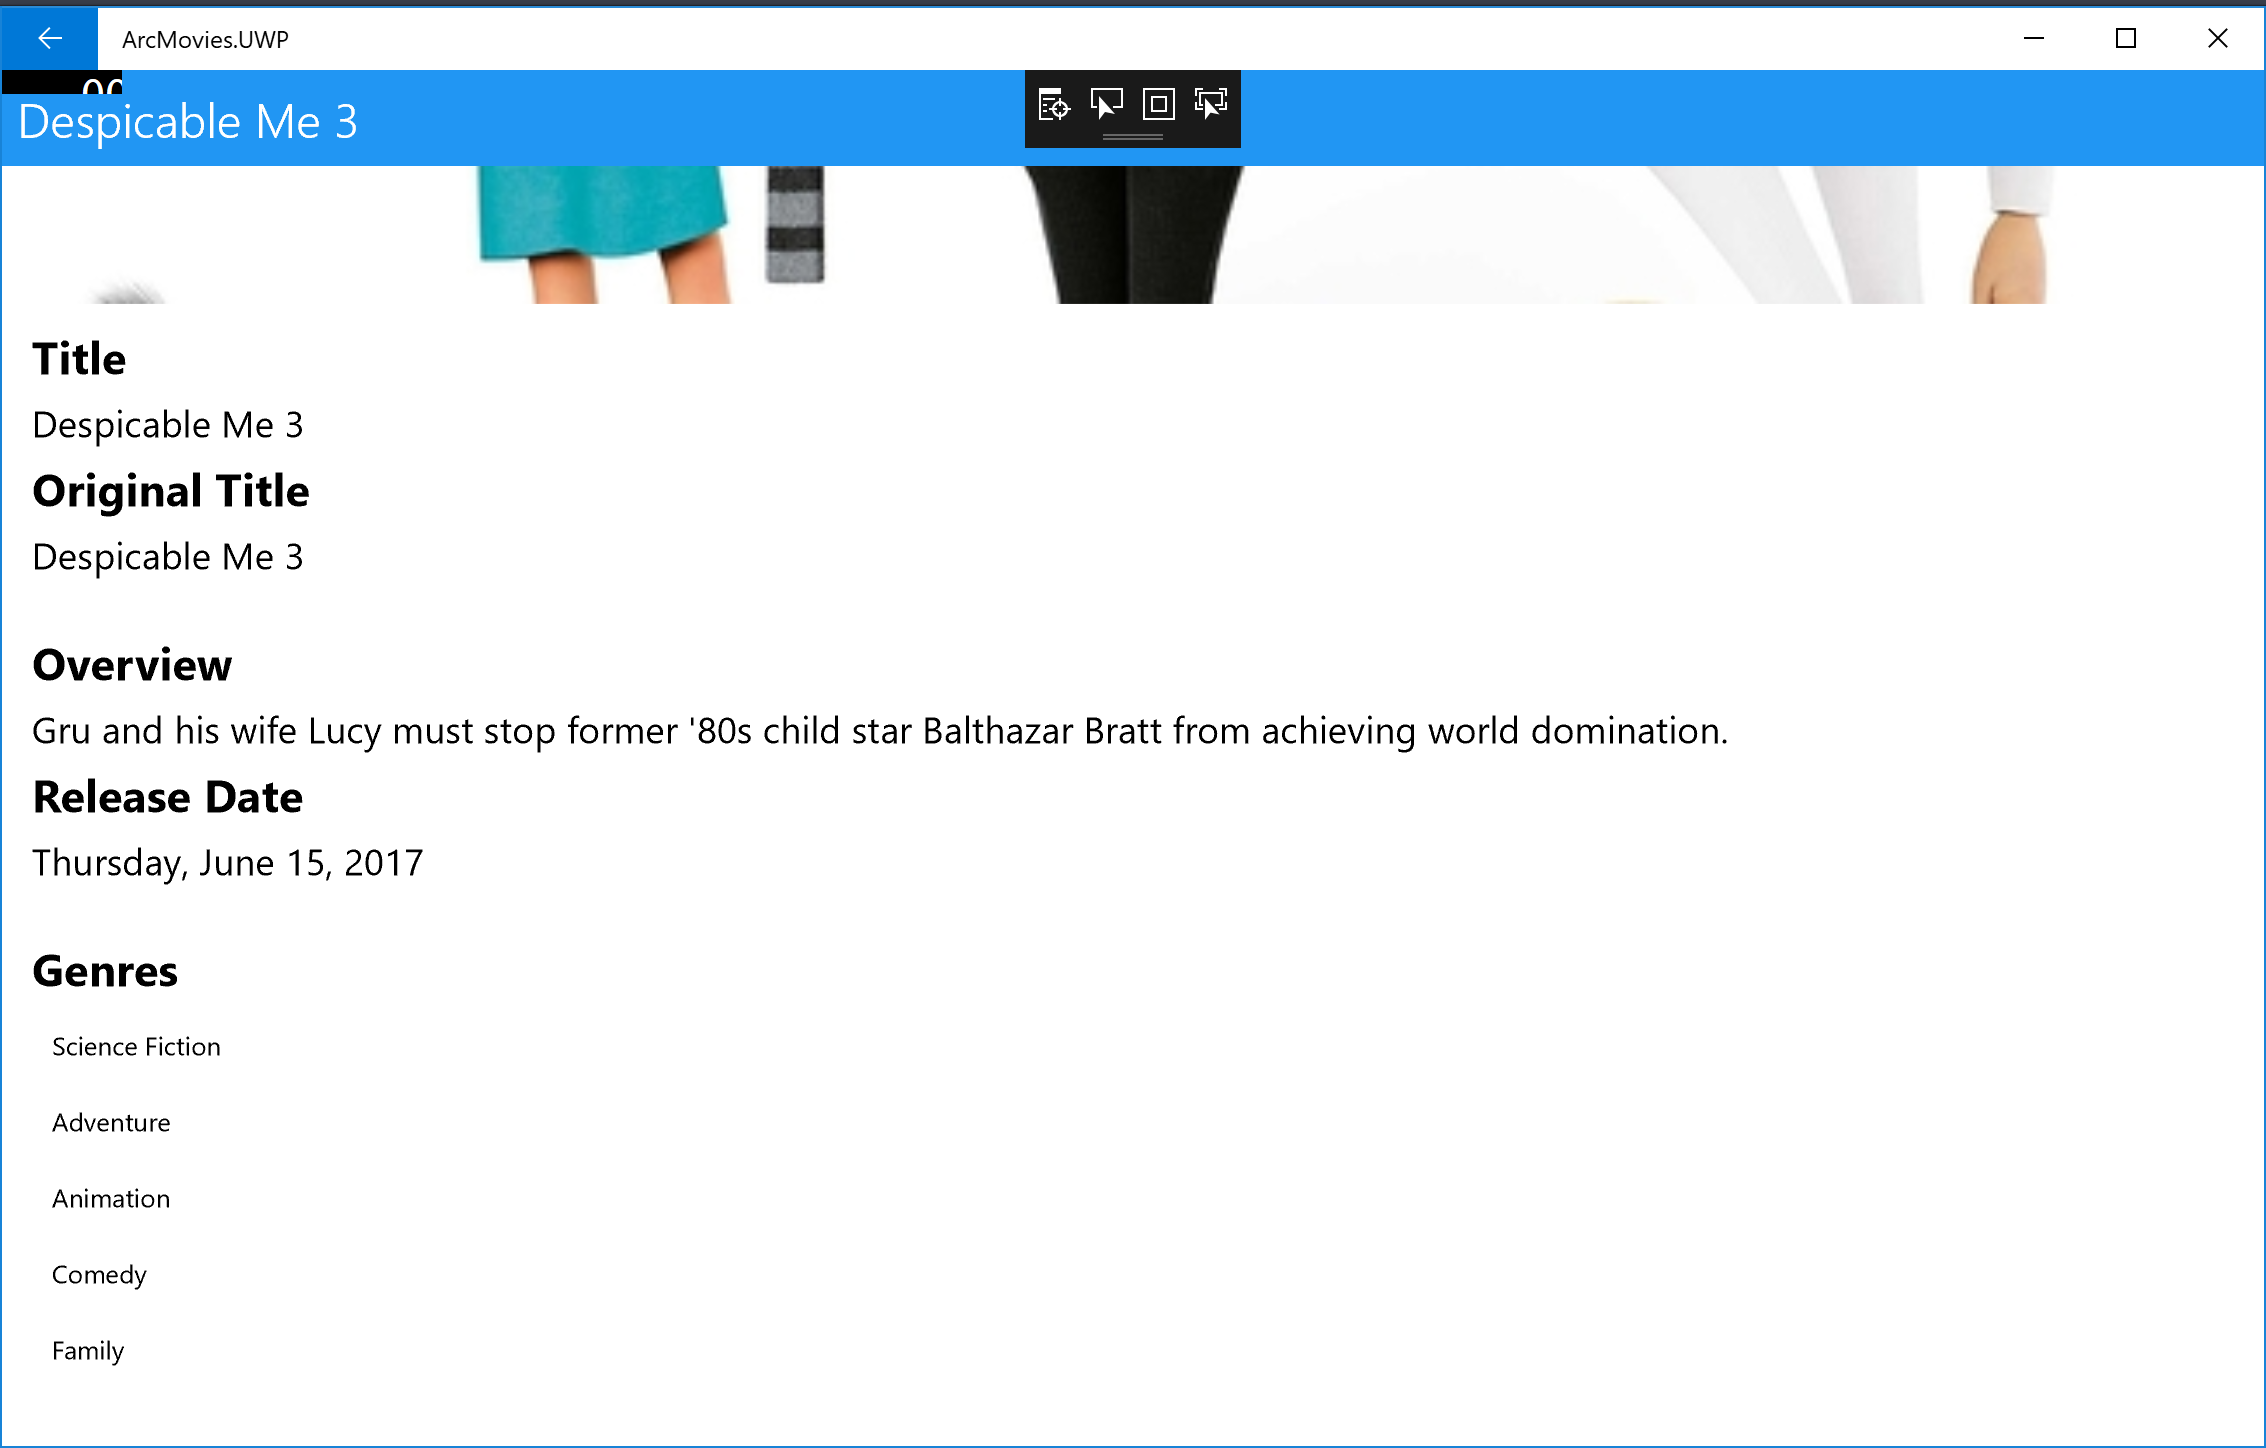 ArcMovies.UWP
Despicable Me 3
Title
Despicable Me 3
Original Title
Despicable Me 3
Overview
Gru and his wife Lucy must stop former '80s child star Balthazar Bratt from achieving world domination.
Release Date
Thursday, June 15, 2017
Genres
Science Fiction
Adventure
Animation
Comedy
Family